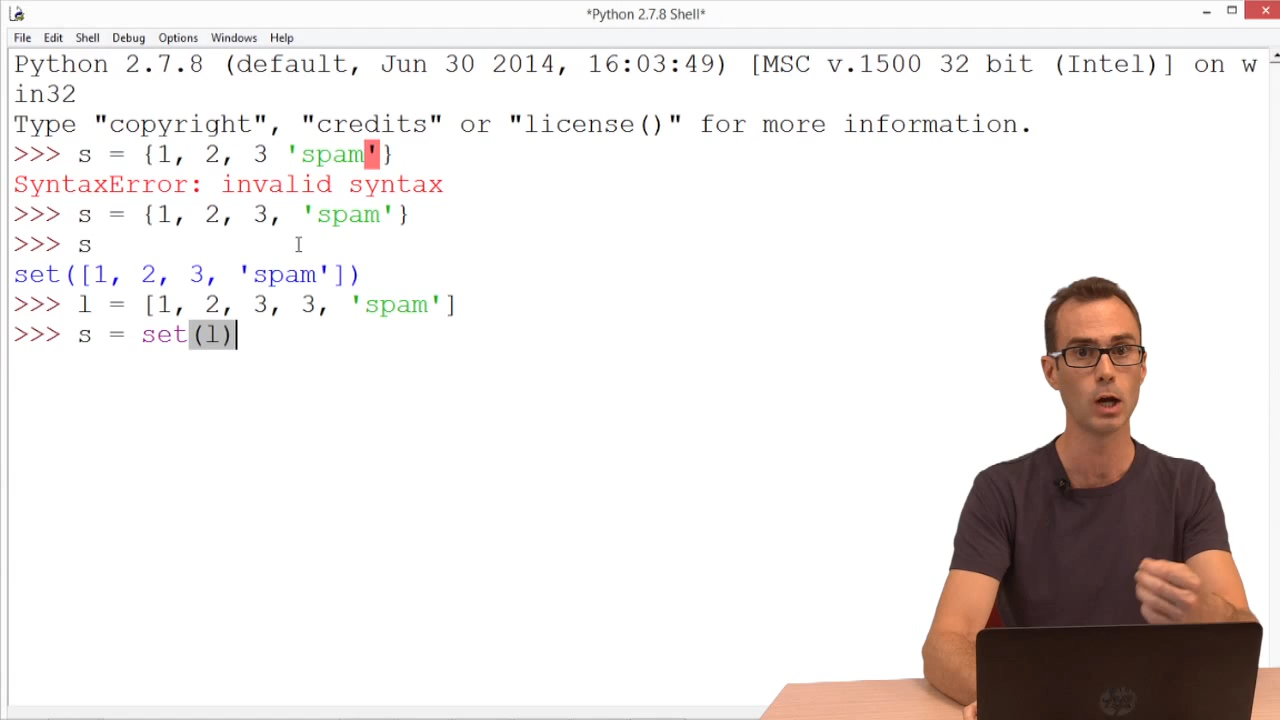 *Python 2.7.8 Shell*
File Edit Shell Debug Options Windows Help
Python 2.7.8 (default, Jun 30 2014, 16:03:49) [MSC v.1500 32 bit (Intel)] on w
in32
Type "copyright", "credits" or "license()" for more information.
>>> s = {1, 2, 3 'spam'}
SyntaxError: invalid syntax
>>> s = {1, 2, 3, 'spam'}
>>> s
set([1, 2, 3, 'spam'])
>>> l = [1, 2, 3, 3, 'spam']
>>> s = set(l)